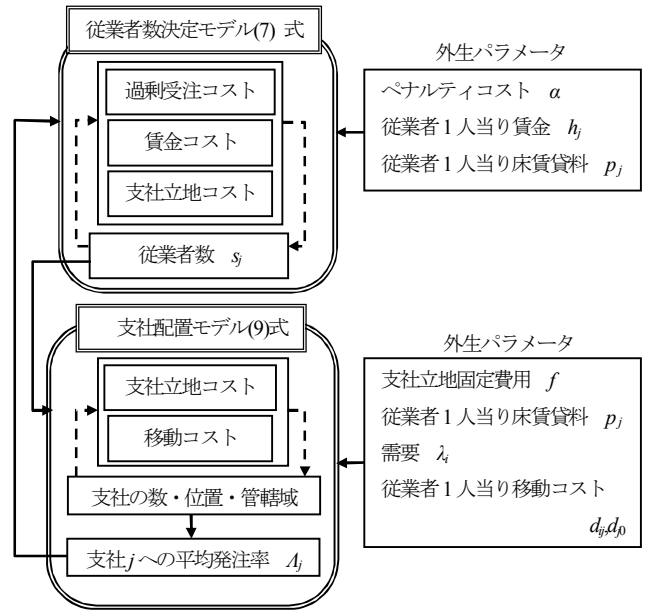 従業者数決定モデル(7) 式
過剰受注コスト
賃金コスト
支社立地コスト
従業者数 sj
外生パラメータ
ペナルティコスト α
従業者1人当り賃金 hj
従業者1人当り床賃貸料 pj
支社配置モデル(9)式
支社立地コスト
移動コスト
支社の数・位置・管轄域
支社 j への平均発注率 Λj
外生パラメータ
支社立地固定費用 f
従業者1人当り床賃貸料 pj
需要 λi
従業者1人当り移動コスト
dij,dj0